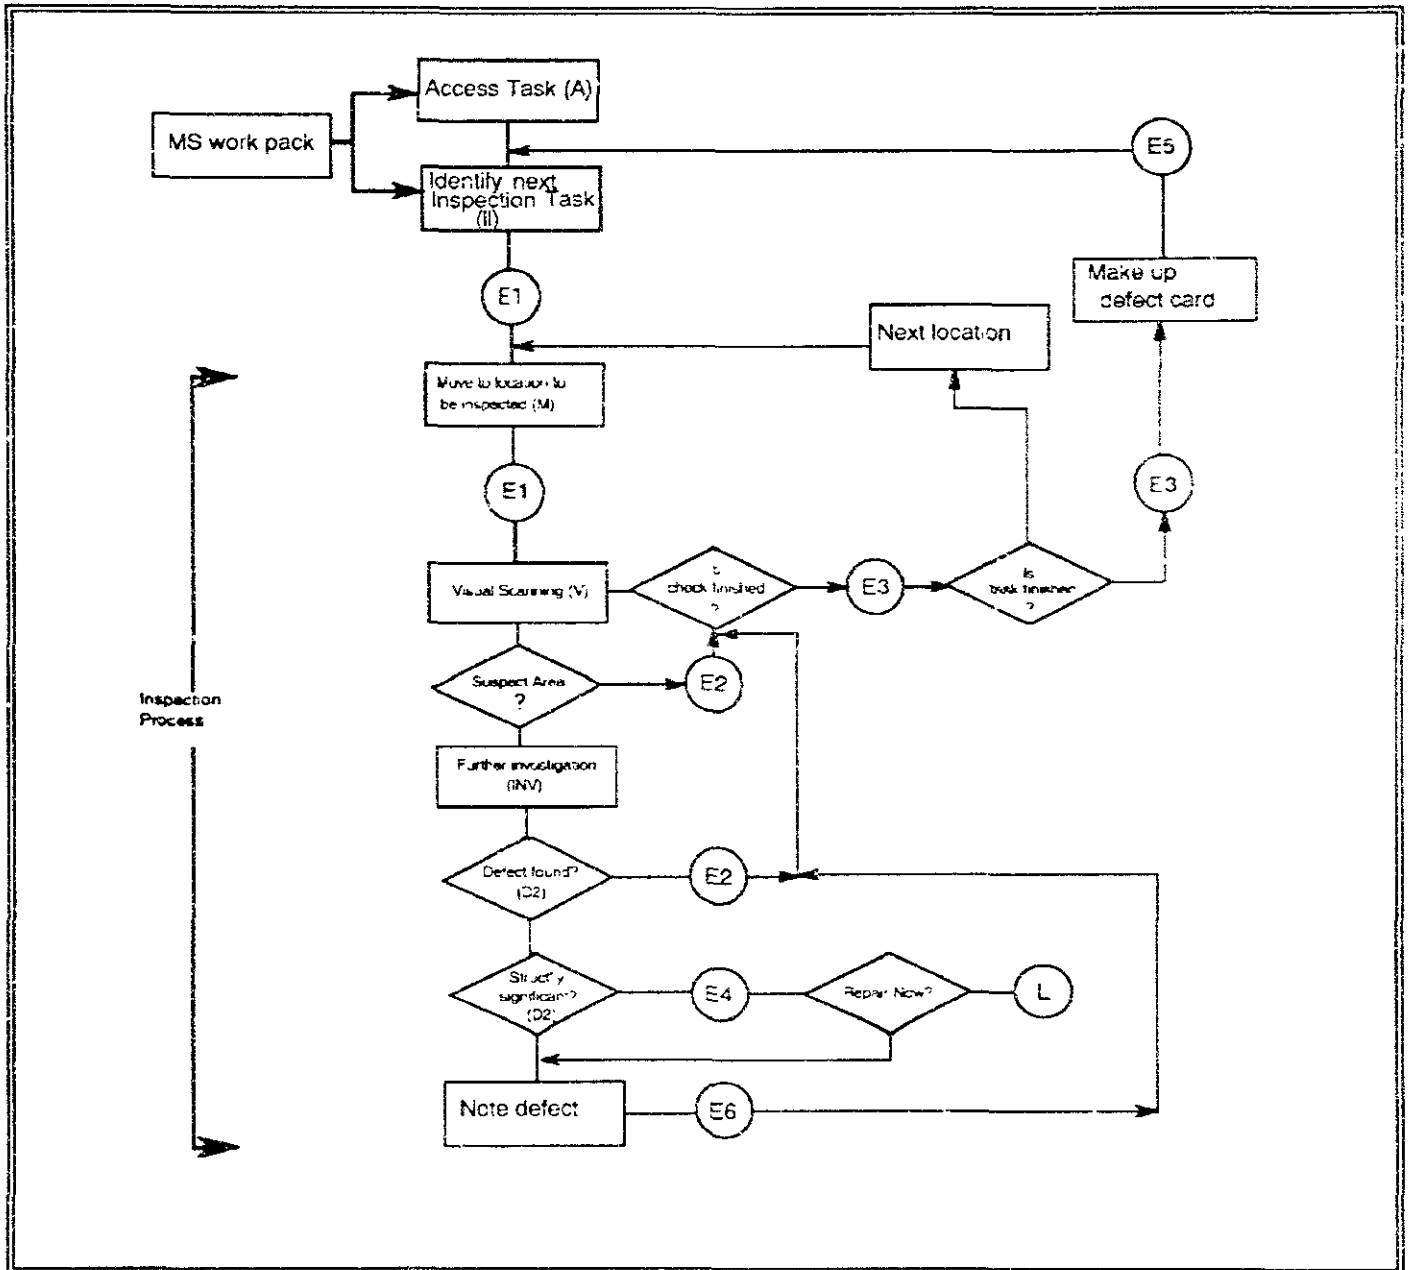 Access Task (A)
MS work pack
E5
Identify next
Inspection Task
(II)
Make up
defect card
E1
Next location
Move to location to
be inspected (M)
E1
E3
Visual Scanning (V)
check finished
?
E3
Is
task finished
?
Suspect Area
?
E2
Inspection
Process
Further investigation
(INV)
Defect found?
(D2)
E2
significant?
(D2)
E4
Repair Now?
L
Note defect
E6